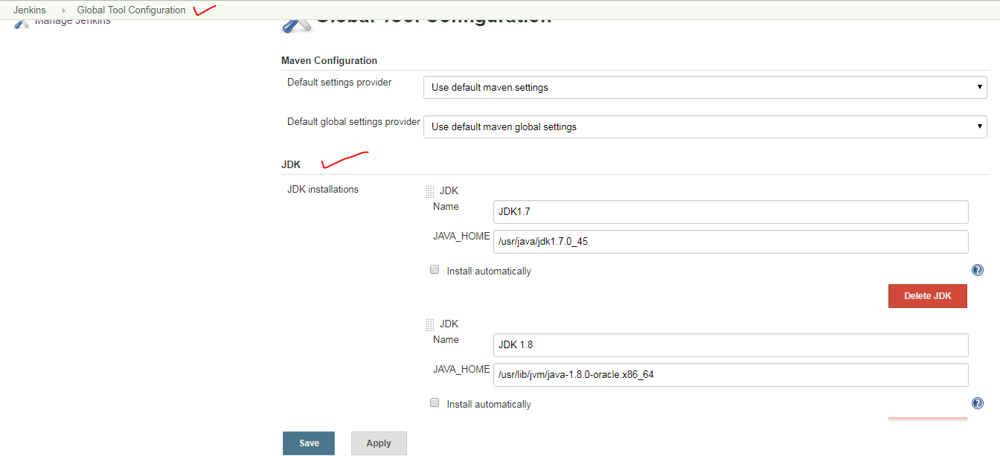 Jenkins Global Tool Configuration
Manage Jenkins
Global Tool Configuration
Maven Configuration
Default settings provider
Use default maven settings
Default global settings provider
Use default maven global settings
JDK
JDK installations
JDK
Name
JDK1.7
JAVA_HOME
/usr/java/jdk1.7.0_45
Install automatically
?
Delete JDK
JDK
Name
JDK 1.8
JAVA_HOME
/usr/lib/jvm/java-1.8.0-oracle.x86_64
Install automatically
?
Save
Apply